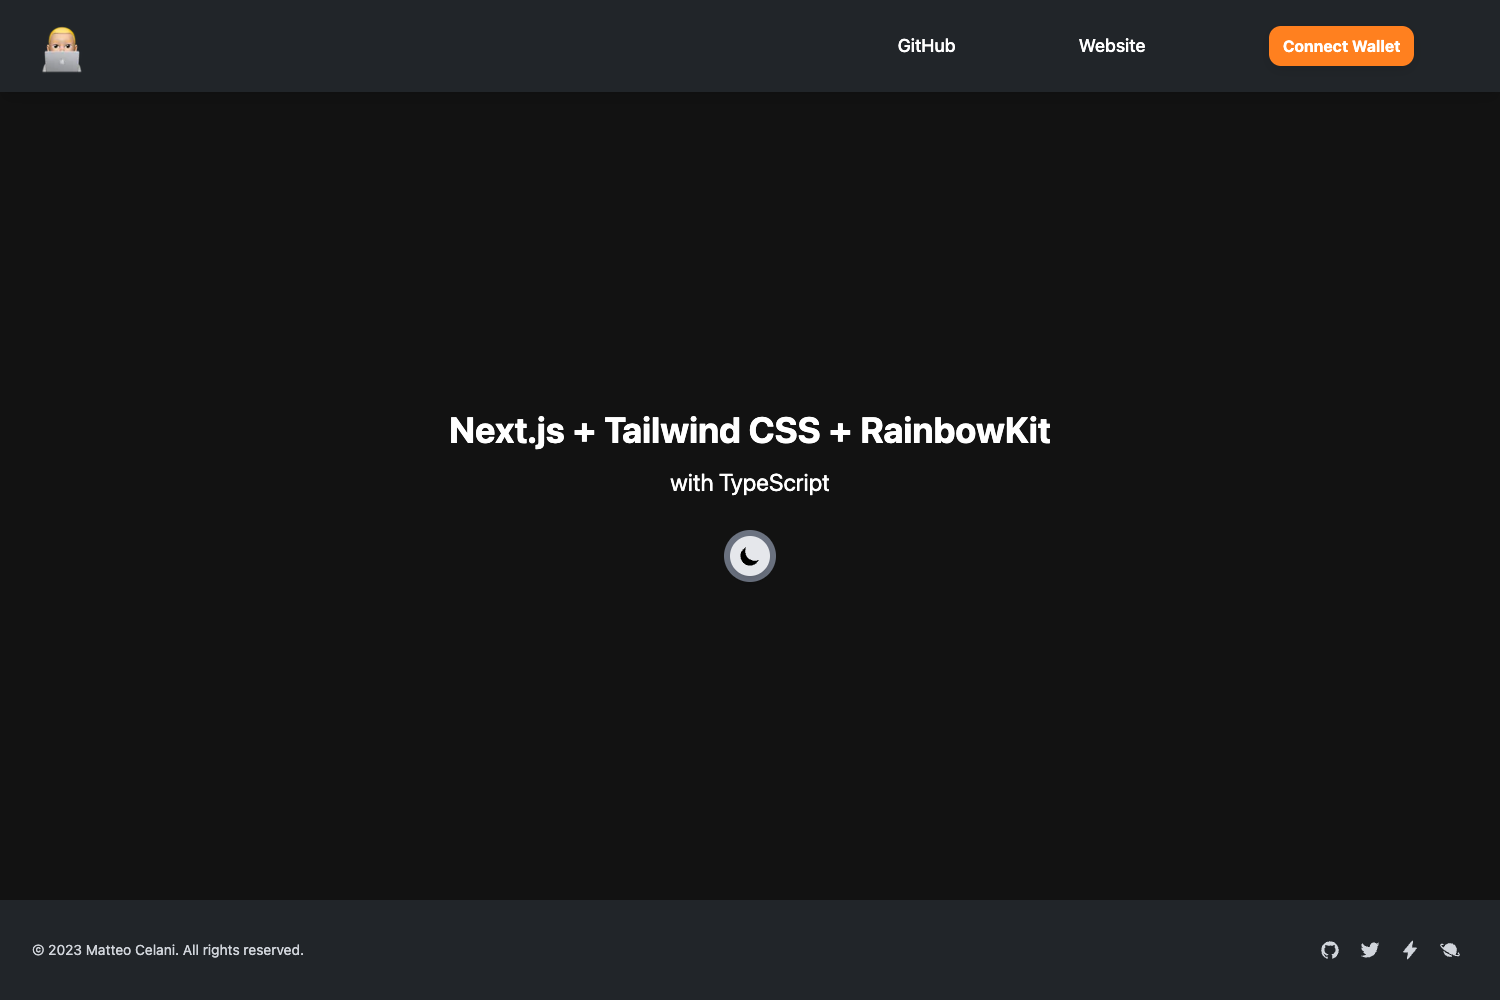 GitHub
Website
Connect Wallet
Next.js + Tailwind CSS + RainbowKit
with TypeScript
© 2023 Matteo Celani. All rights reserved.